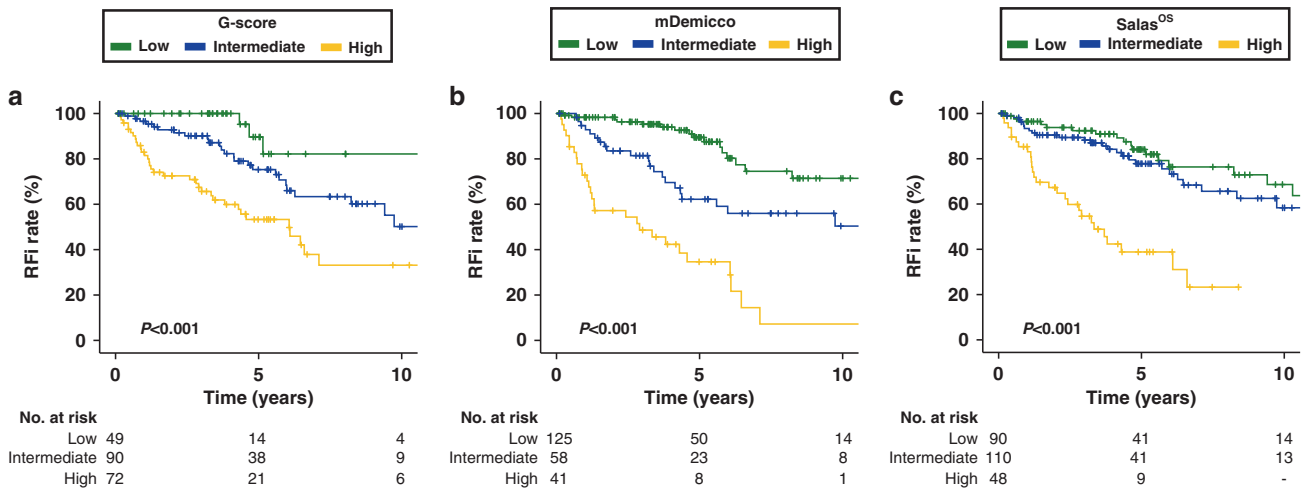 G-score
Low Intermediate High
mDemicco
Low Intermediate High
Salas^OS
Low Intermediate High
a
RFi rate (%)
100
80
60
40
20
0
P<0.001
0 5 10
Time (years)
b
RFi rate (%)
100
80
60
40
20
0
P<0.001
0 5 10
Time (years)
c
RFi rate (%)
100
80
60
40
20
0
P<0.001
0 5 10
Time (years)
No. at risk
Low 49 14 4
Intermediate 90 38 9
High 72 21 6
No. at risk
Low 125 50 14
Intermediate 58 23 8
High 41 8 1
No. at risk
Low 90 41 14
Intermediate 110 41 13
High 48 9 -